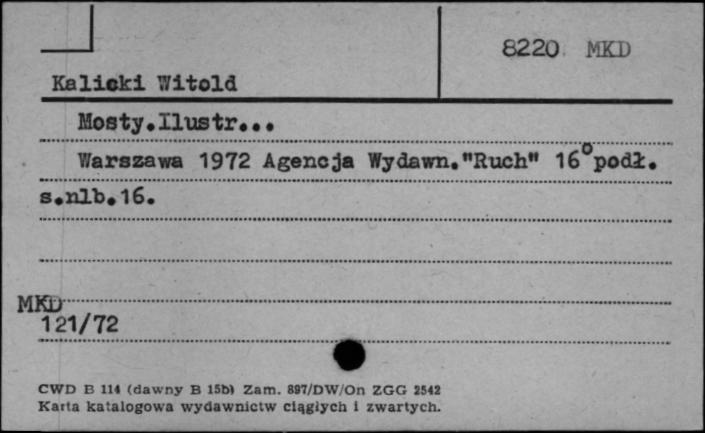 8220 MKD
Kalicki Witold
Mosty.Ilustr...
Warszawa 1972 Agencja Wydawn."Ruch" 16° podł.
s.nlb.16.
MKD
121/72
CWD B 114 (dawny B 15b) Zam. 897/DW/On ZGG 2542
Karta katalogowa wydawnictw ciągłych i zwartych.